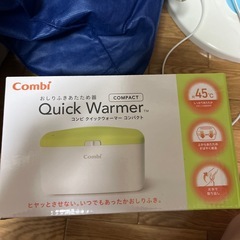 Combi
おしりふきあたため器
COMPACT
Quick Warmer™
コンビ クイックウォーマー コンパクト
約45℃
Combi
ヒヤッとさせない。いつでもあったかおしりふき。